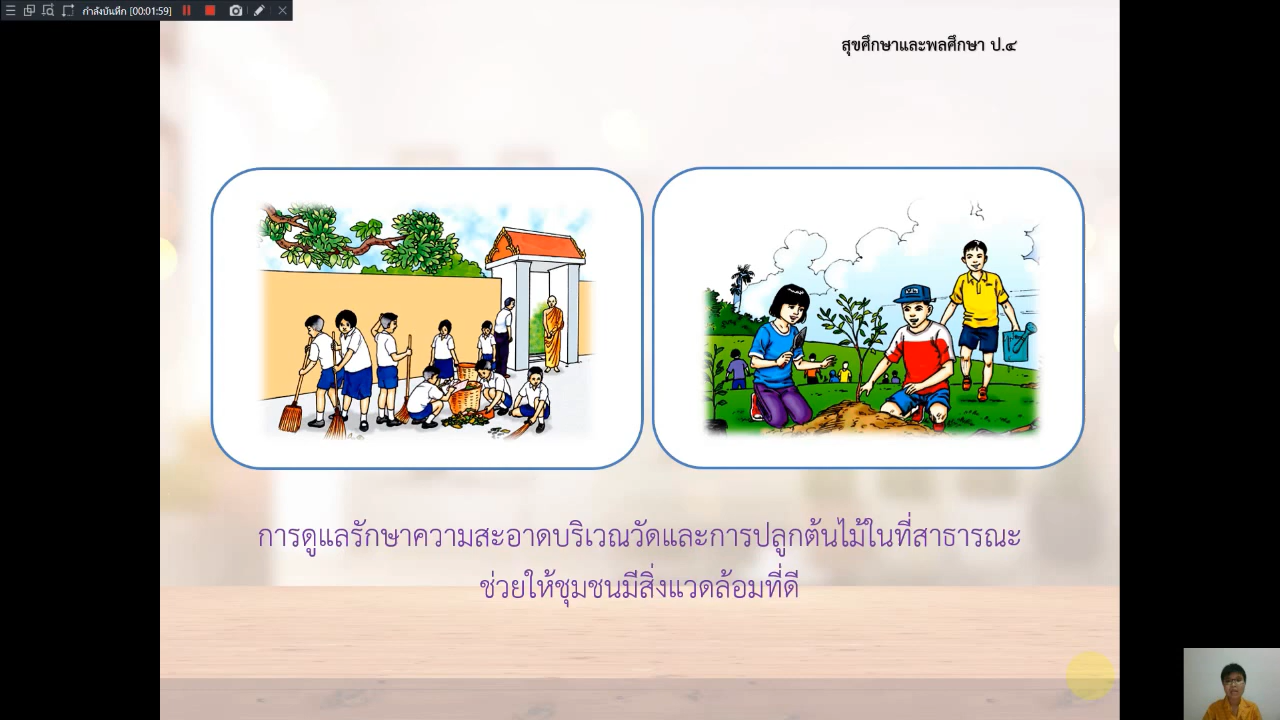 กำลังบันทึก [00:01:59]
สุขศึกษาและพลศึกษา ป.๔
การดูแลรักษาความสะอาดบริเวณวัดและการปลูกต้นไม้ในที่สาธารณะ
ช่วยให้ชุมชนมีสิ่งแวดล้อมที่ดี